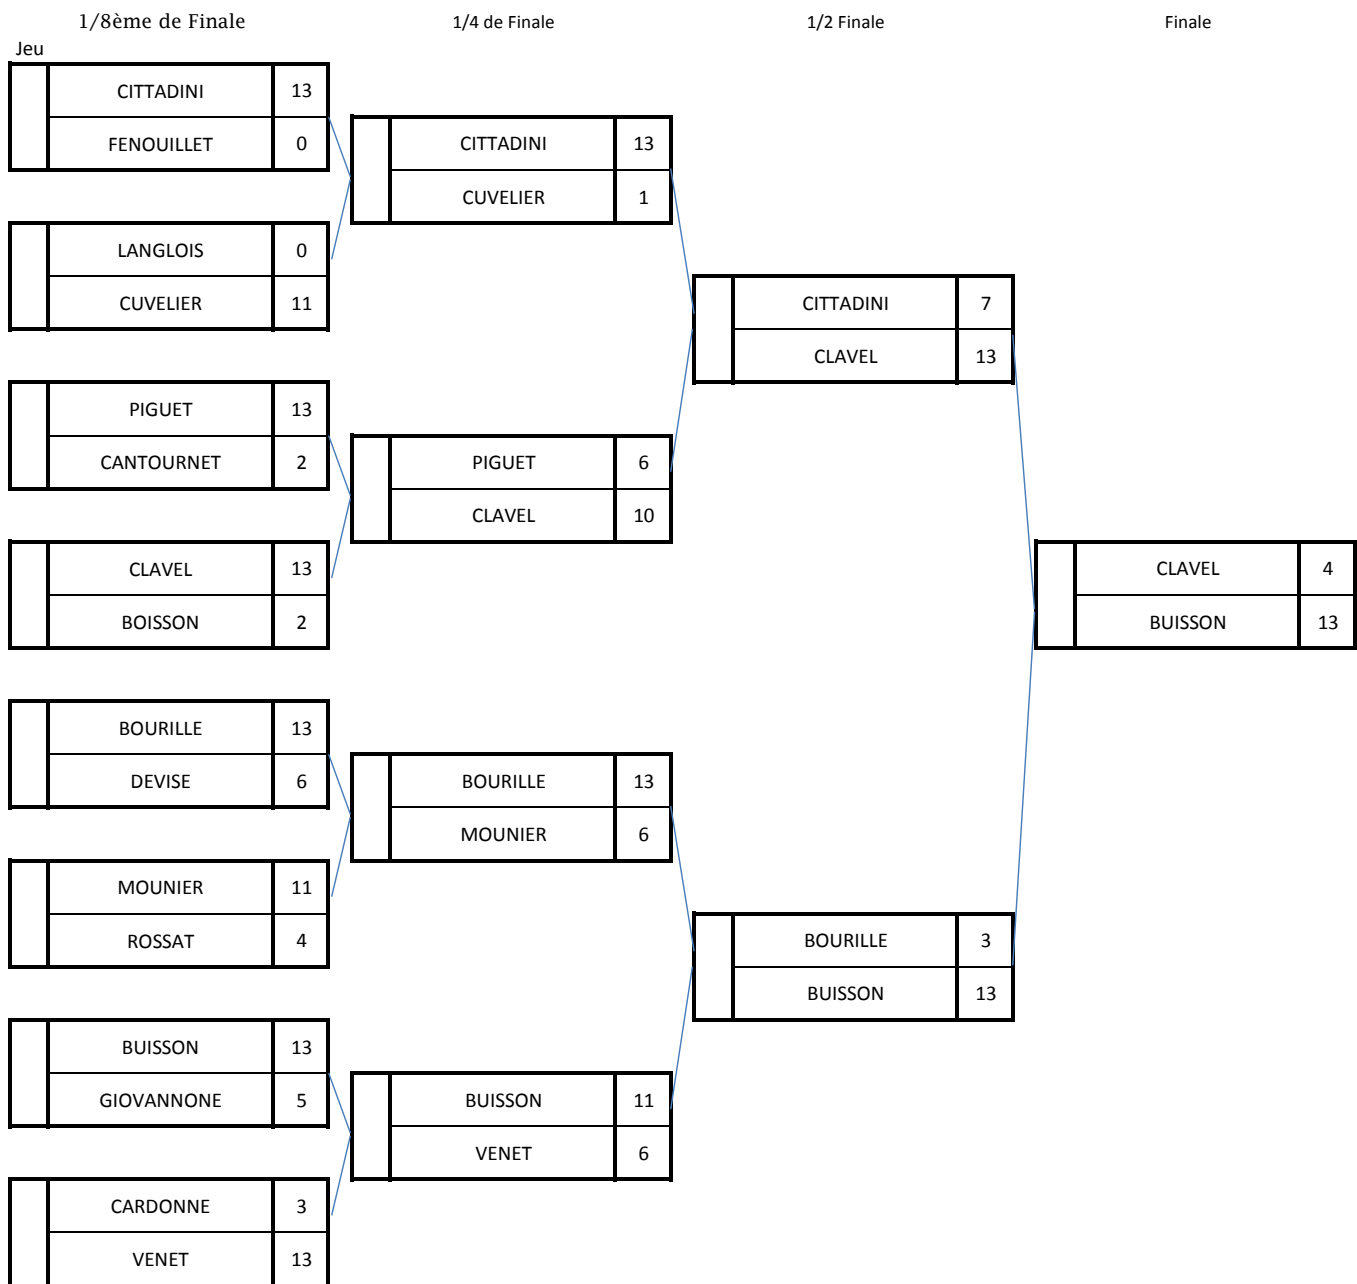 1/8ème de Finale
1/4 de Finale
1/2 Finale
Finale
Jeu
CITTADINI 13
FENOUILLET 0
LANGLOIS 0
CUVELIER 11
PIGUET 13
CANTOURNET 2
CLAVEL 13
BOISSON 2
BOURILLE 13
DEVISE 6
MOUNIER 11
ROSSAT 4
BUISSON 13
GIOVANNONE 5
CARDONNE 3
VENET 13
CITTADINI 13
CUVELIER 1
PIGUET 6
CLAVEL 10
BOURILLE 13
MOUNIER 6
BUISSON 11
VENET 6
CITTADINI 7
CLAVEL 13
BOURILLE 3
BUISSON 13
CLAVEL 4
BUISSON 13